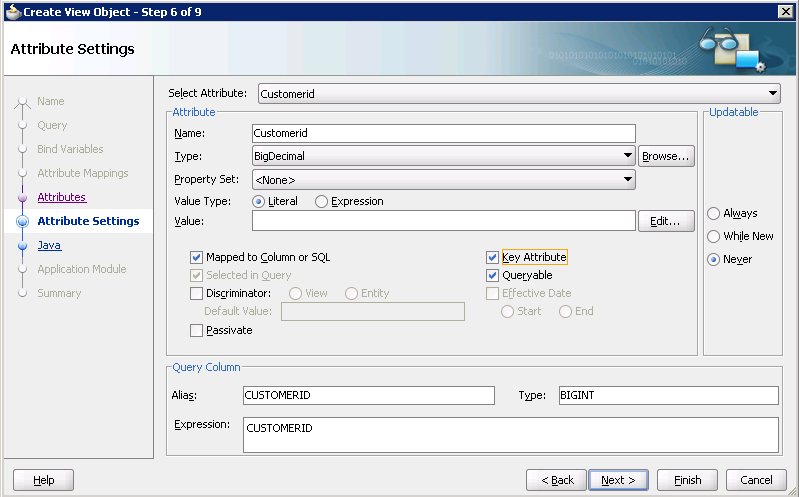 Create View Object - Step 6 of 9
Attribute Settings
Name
Query
Bind Variables
Attribute Mappings
Attributes
Attribute Settings
Java
Application Module
Summary
Select Attribute: Customerid
Attribute
Name: Customerid
Type: BigDecimal Browse...
Property Set: <None>
Value Type: Literal Expression
Value: Edit...
Mapped to Column or SQL Key Attribute
Selected in Query Queryable
Discriminator: View Entity Effective Date
Default Value: Start End
Passivate
Updatable
Always
While New
Never
Query Column
Alias: CUSTOMERID Type: BIGINT
Expression: CUSTOMERID
Help < Back Next > Finish Cancel